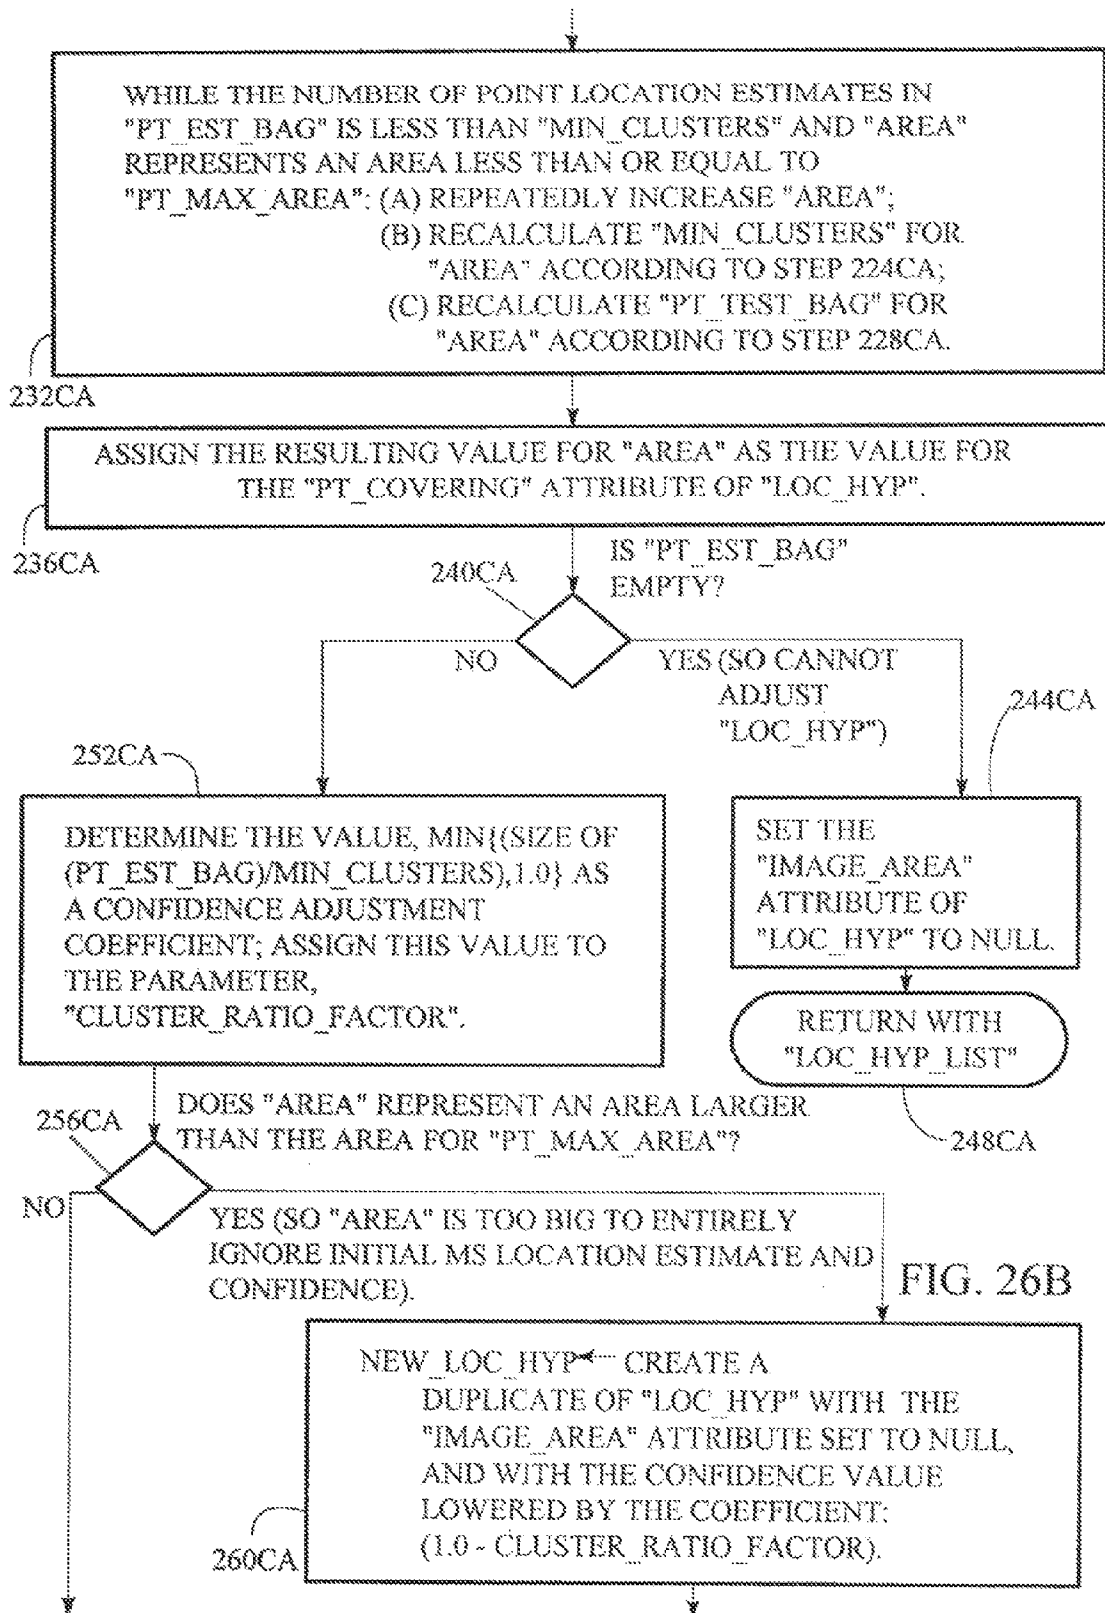 WHILE THE NUMBER OF POINT LOCATION ESTIMATES IN
"PT_EST_BAG" IS LESS THAN "MIN_CLUSTERS" AND "AREA"
REPRESENTS AN AREA LESS THAN OR EQUAL TO
"PT_MAX_AREA": (A) REPEATEDLY INCREASE "AREA";
(B) RECALCULATE "MIN_CLUSTERS" FOR
"AREA" ACCORDING TO STEP 224CA;
(C) RECALCULATE "PT_TEST_BAG" FOR
"AREA" ACCORDING TO STEP 228CA.
232CA
ASSIGN THE RESULTING VALUE FOR "AREA" AS THE VALUE FOR
THE "PT_COVERING" ATTRIBUTE OF "LOC_HYP".
236CA
IS "PT_EST_BAG"
EMPTY?
240CA
NO
YES (SO CANNOT
ADJUST
"LOC_HYP")
244CA
252CA
DETERMINE THE VALUE, MIN{(SIZE OF
(PT_EST_BAG)/MIN_CLUSTERS),1.0} AS
A CONFIDENCE ADJUSTMENT
COEFFICIENT; ASSIGN THIS VALUE TO
THE PARAMETER,
"CLUSTER_RATIO_FACTOR".
SET THE
"IMAGE_AREA"
ATTRIBUTE OF
"LOC_HYP" TO NULL.
RETURN WITH
"LOC_HYP_LIST"
248CA
DOES "AREA" REPRESENT AN AREA LARGER
THAN THE AREA FOR "PT_MAX_AREA"?
256CA
NO
YES (SO "AREA" IS TOO BIG TO ENTIRELY
IGNORE INITIAL MS LOCATION ESTIMATE AND
CONFIDENCE).
FIG. 26B
NEW_LOC_HYP CREATE A
DUPLICATE OF "LOC_HYP" WITH THE
"IMAGE_AREA" ATTRIBUTE SET TO NULL,
AND WITH THE CONFIDENCE VALUE
LOWERED BY THE COEFFICIENT:
(1.0 - CLUSTER_RATIO_FACTOR).
260CA